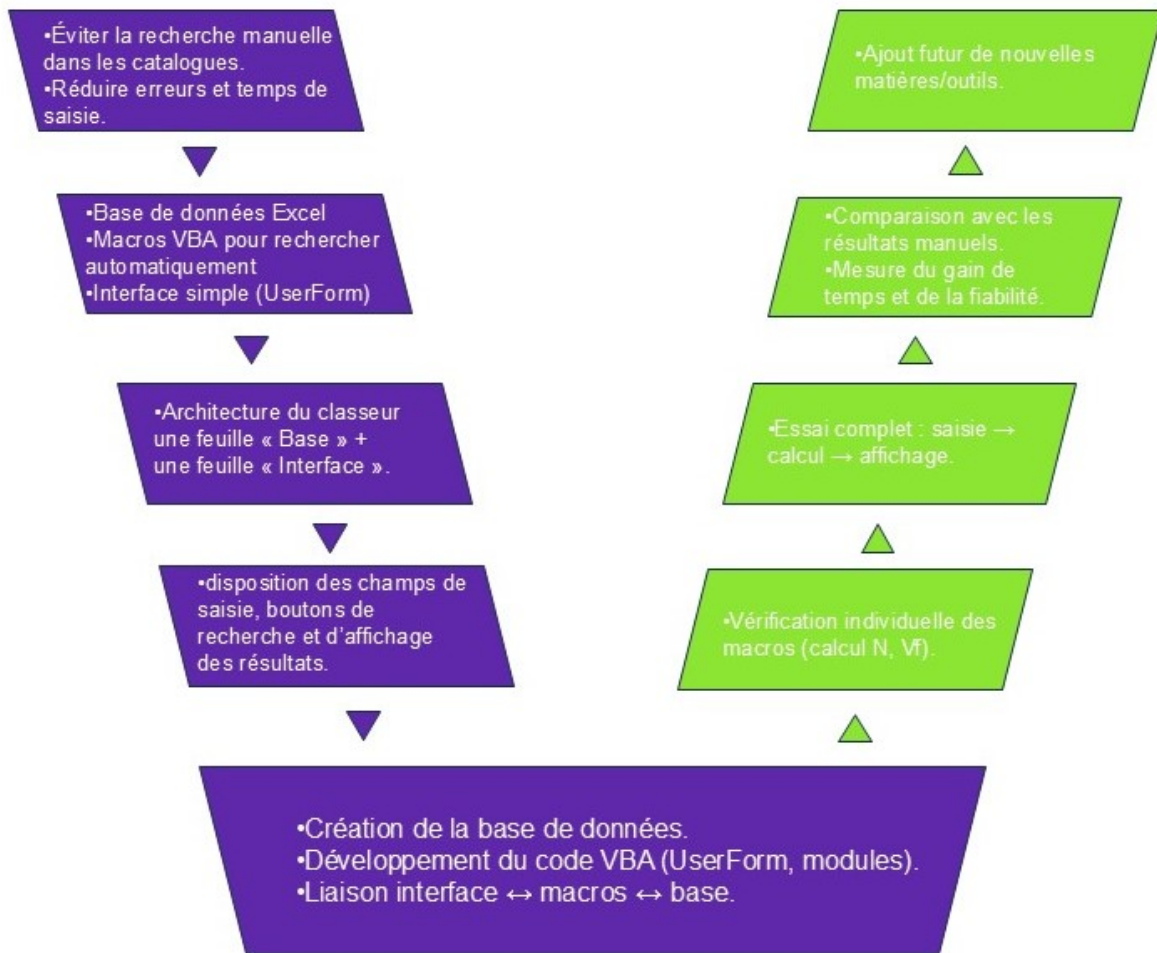 •Éviter la recherche manuelle
dans les catalogues.
•Réduire erreurs et temps de
saisie.
•Base de données Excel
•Macros VBA pour rechercher
automatiquement
•Interface simple (UserForm)
•Architecture du classeur
une feuille « Base » +
une feuille « Interface ».
•disposition des champs de
saisie, boutons de
recherche et d'affichage
des résultats.
•Création de la base de données.
•Développement du code VBA (UserForm, modules).
•Liaison interface ↔ macros ↔ base.
•Vérification individuelle des
macros (calcul N, Vf).
•Essai complet : saisie →
calcul → affichage.
•Comparaison avec les
résultats manuels.
•Mesure du gain de
temps et de la fiabilité.
•Ajout futur de nouvelles
matières/outils.